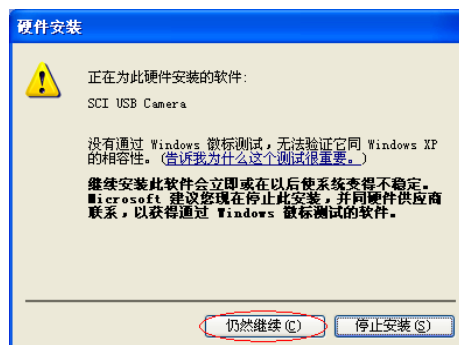 硬件安装
正在为此硬件安装的软件:
SCI USB Camera
没有通过 Windows 徽标测试，无法验证它同 Windows XP
的相容性。(告诉我为什么这个测试很重要。)
继续安装此软件会立即或在以后使系统变得不稳定。
Microsoft 建议您现在停止此安装，并同硬件供应商
联系，以获得通过 Windows 徽标测试的软件。
仍然继续(C) 停止安装(S)